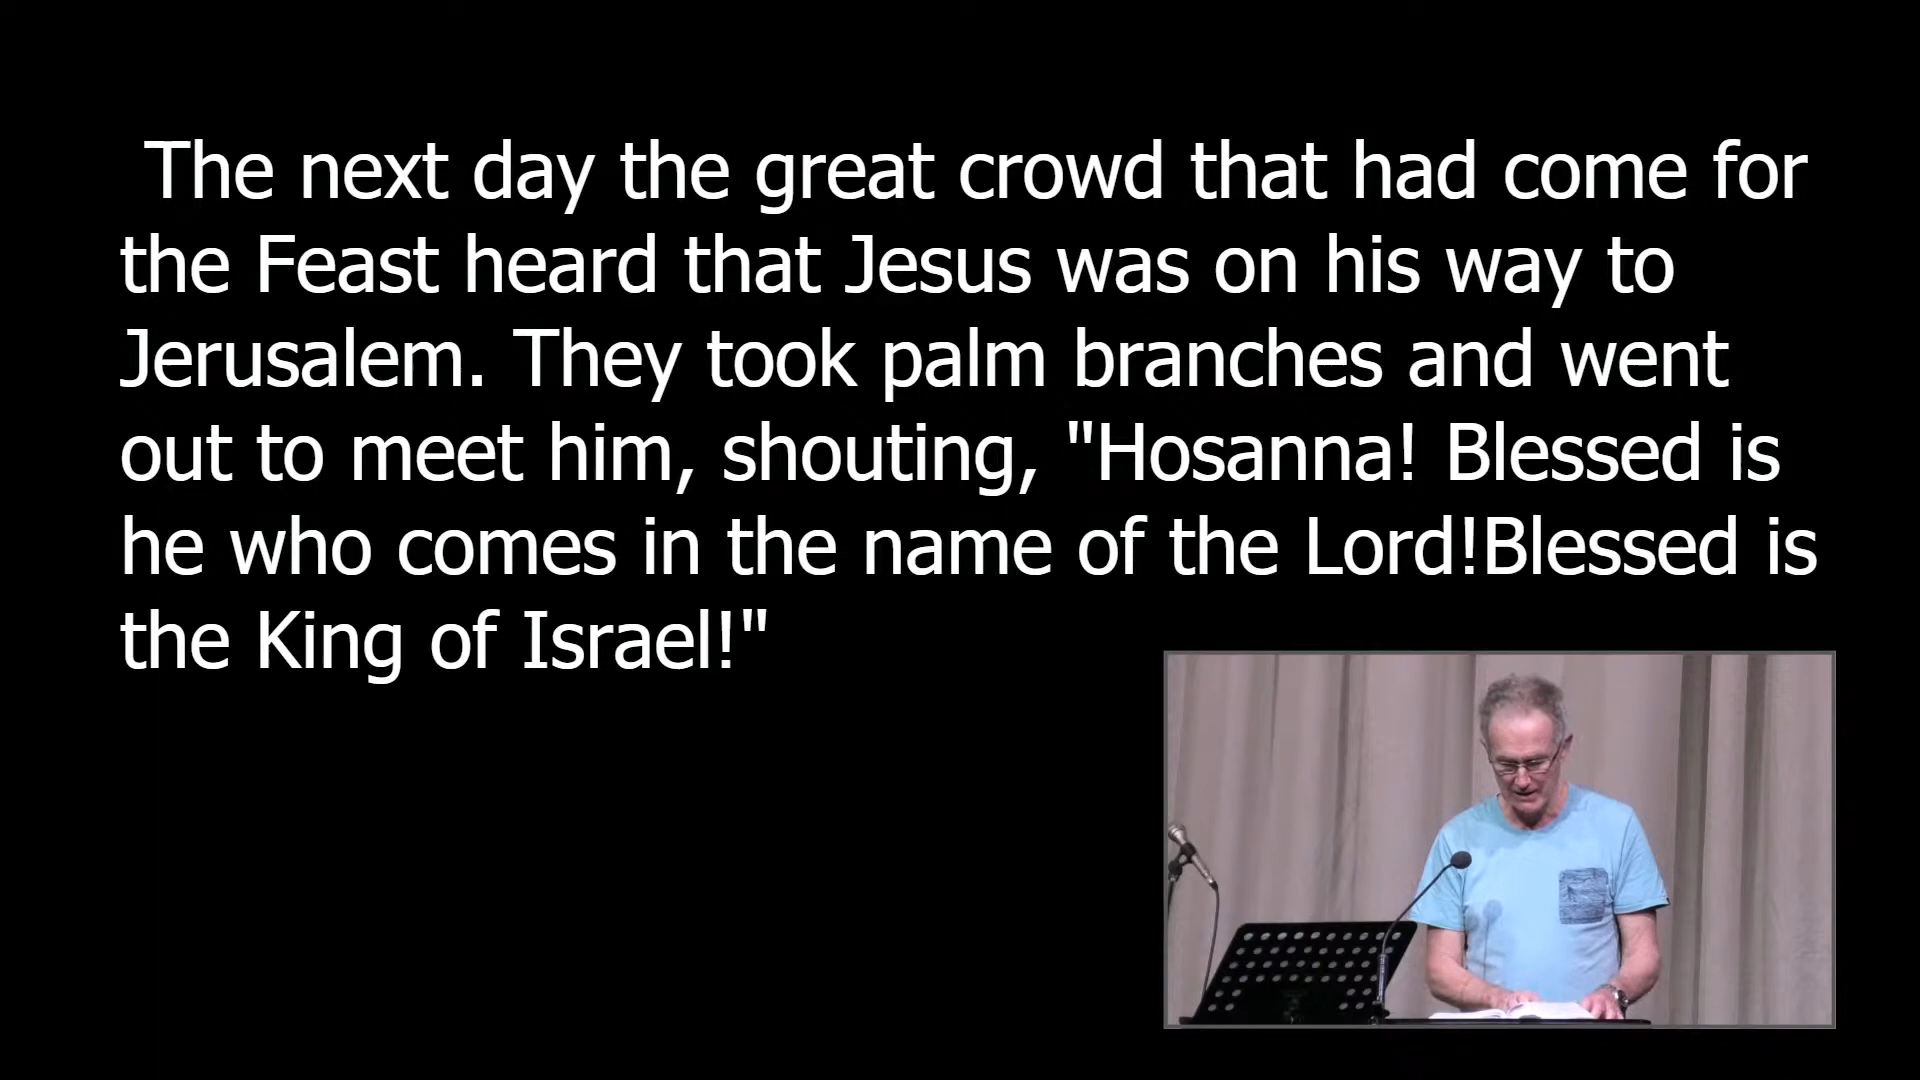 The next day the great crowd that had come for
the Feast heard that Jesus was on his way to
Jerusalem. They took palm branches and went
out to meet him, shouting, "Hosanna! Blessed is
he who comes in the name of the Lord!Blessed is
the King of Israel!"